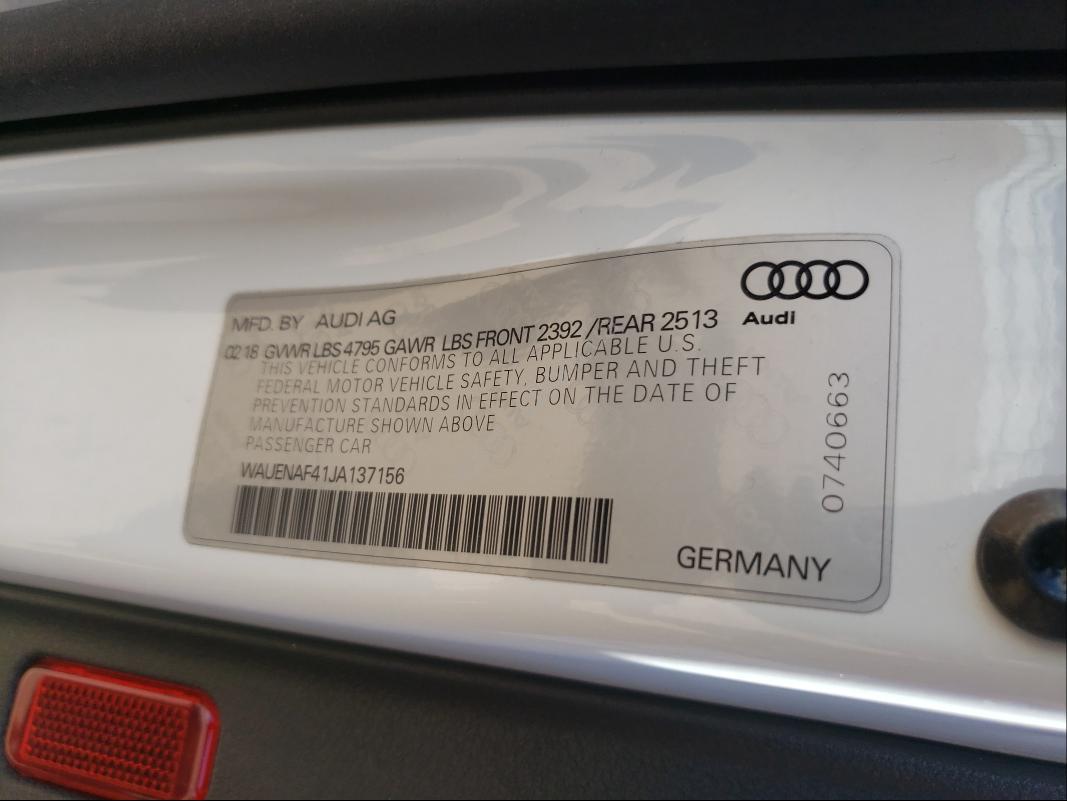 MFD. BY AUDI AG
02 18 GVWR LBS 4795 GAWR LBS FRONT 2392 /REAR 2513
THIS VEHICLE CONFORMS TO ALL APPLICABLE U.S.
FEDERAL MOTOR VEHICLE SAFETY, BUMPER AND THEFT
PREVENTION STANDARDS IN EFFECT ON THE DATE OF
MANUFACTURE SHOWN ABOVE
PASSENGER CAR
WAUENAF41JA137156
Audi
0740663
GERMANY